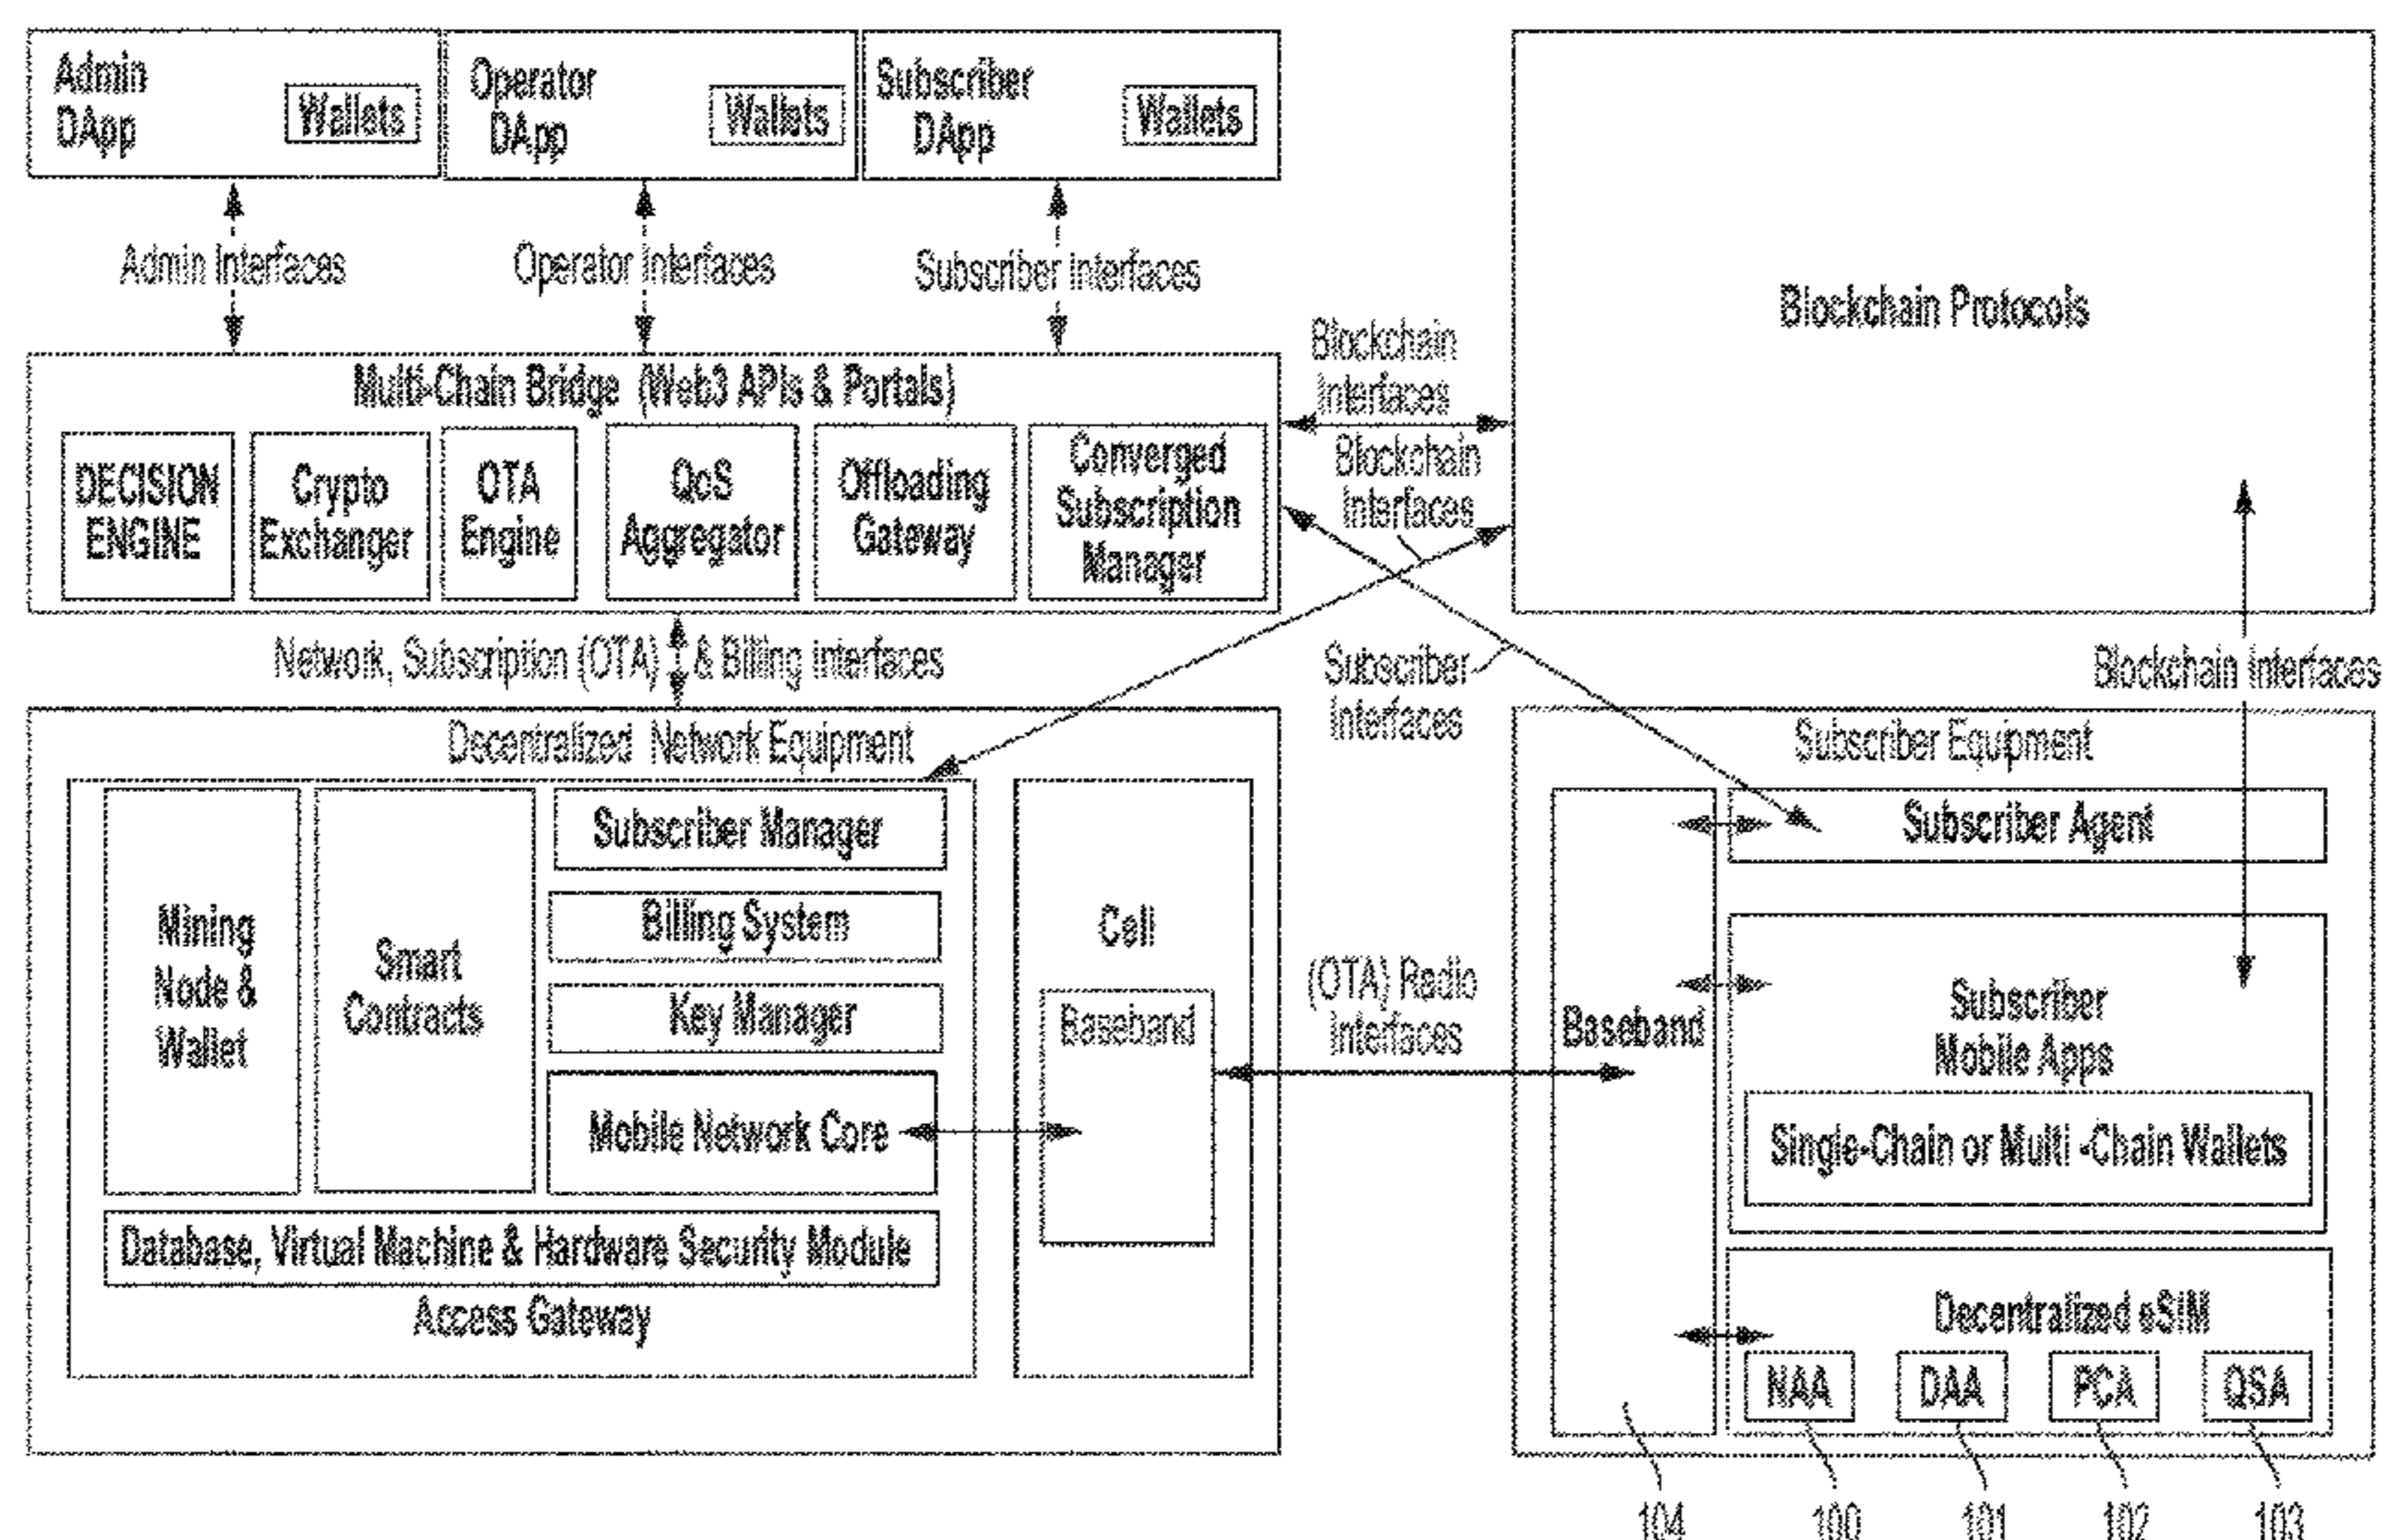 Admin
DApp
Wallets
Operator
DApp
Wallets
Subscriber
DApp
Wallets
Admin Interfaces
Operator Interfaces
Subscriber Interfaces
Blockchain Protocols
Blockchain
Interfaces
Multi-Chain Bridge (Web3 APIs & Portals)
DECISION
ENGINE
Crypto
Exchanger
OTA
Engine
QoS
Aggregator
Offloading
Gateway
Converged
Subscription
Manager
Blockchain
Interfaces
Network, Subscription (OTA) & Billing Interfaces
Subscriber
Interfaces
Blockchain Interfaces
Decentralized Network Equipment
Mining
Node &
Wallet
Smart
Contracts
Subscriber Manager
Billing System
Key Manager
Mobile Network Core
Database, Virtual Machine & Hardware Security Module
Access Gateway
Cell
Baseband
(OTA) Radio
Interfaces
Subscriber Equipment
Baseband
Subscriber Agent
Subscriber
Mobile Apps
Single-Chain or Multi -Chain Wallets
Decentralized eSIM
NAA
DAA
PCA
QSA
104
100
101
102
103